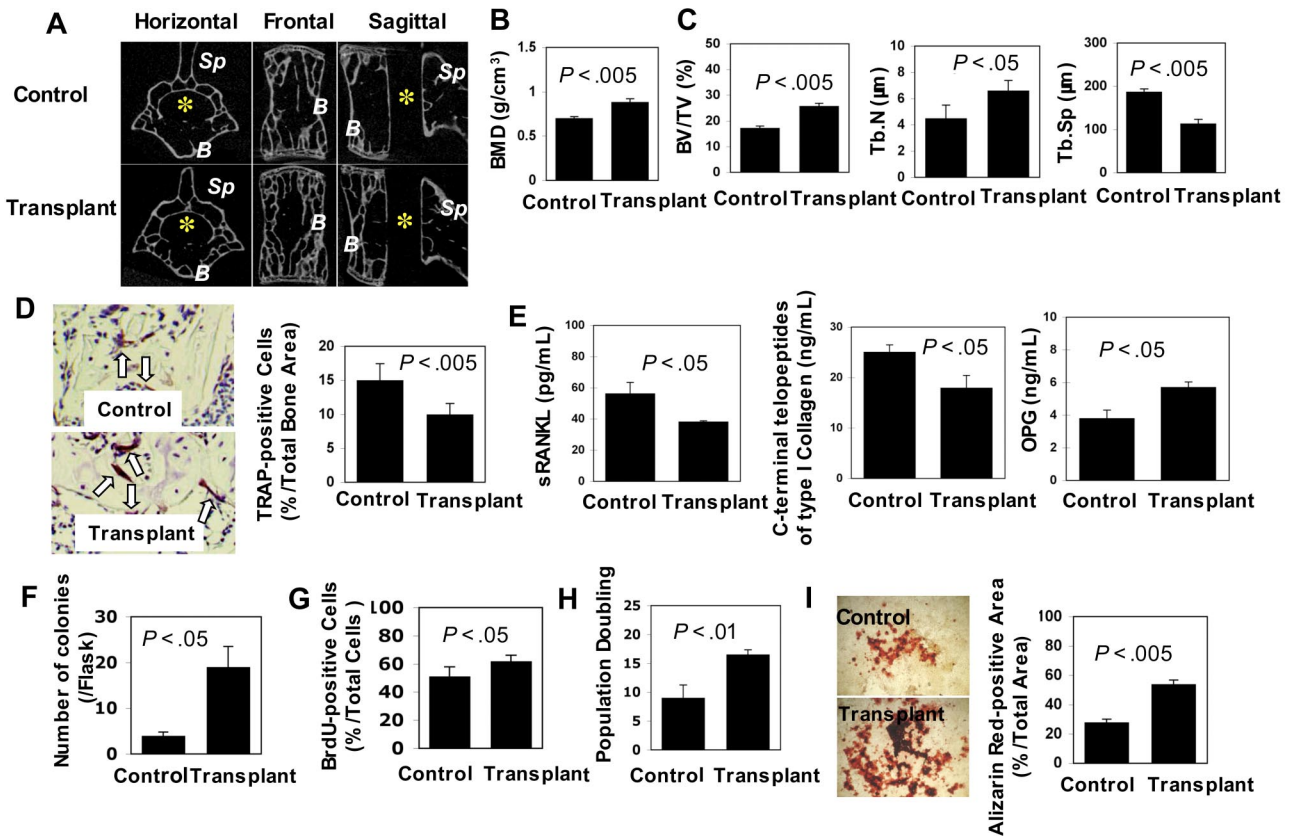 A
Horizontal Frontal Sagittal
Control
Transplant
Sp
*
B
B
B
*
Sp
Sp
*
B
B
B
*
Sp
B
BMD (g/cm³)
1.5
1
0.5
0
P < .005
Control Transplant
C
BV/TV (%)
50
40
30
20
10
0
P < .005
Control Transplant
Tb.N (µm)
10
8
6
4
2
0
P < .05
Control Transplant
Tb.Sp (µm)
300
200
100
0
P < .005
Control Transplant
D
Control
Transplant
TRAP-positive Cells
(% /Total Bone Area)
20
15
10
5
0
P < .005
Control Transplant
E
sRANKL (pg/mL)
100
80
60
40
20
0
P < .05
Control Transplant
C-terminal telopeptides
of type I Collagen (ng/mL)
30
20
10
0
P < .05
Control Transplant
OPG (ng/mL)
10
8
6
4
2
0
P < .05
Control Transplant
F
Number of colonies
(/Flask)
30
20
10
0
P < .05
Control Transplant
G
BrdU-positive Cells
(% /Total Cells )
100
80
60
40
20
0
P < .05
Control Transplant
H
Population Doubling
25
20
15
10
5
0
P < .01
Control Transplant
I
Control
Transplant
Alizarin Red-positive Area
(% /Total Area)
100
80
60
40
20
0
P < .005
Control Transplant